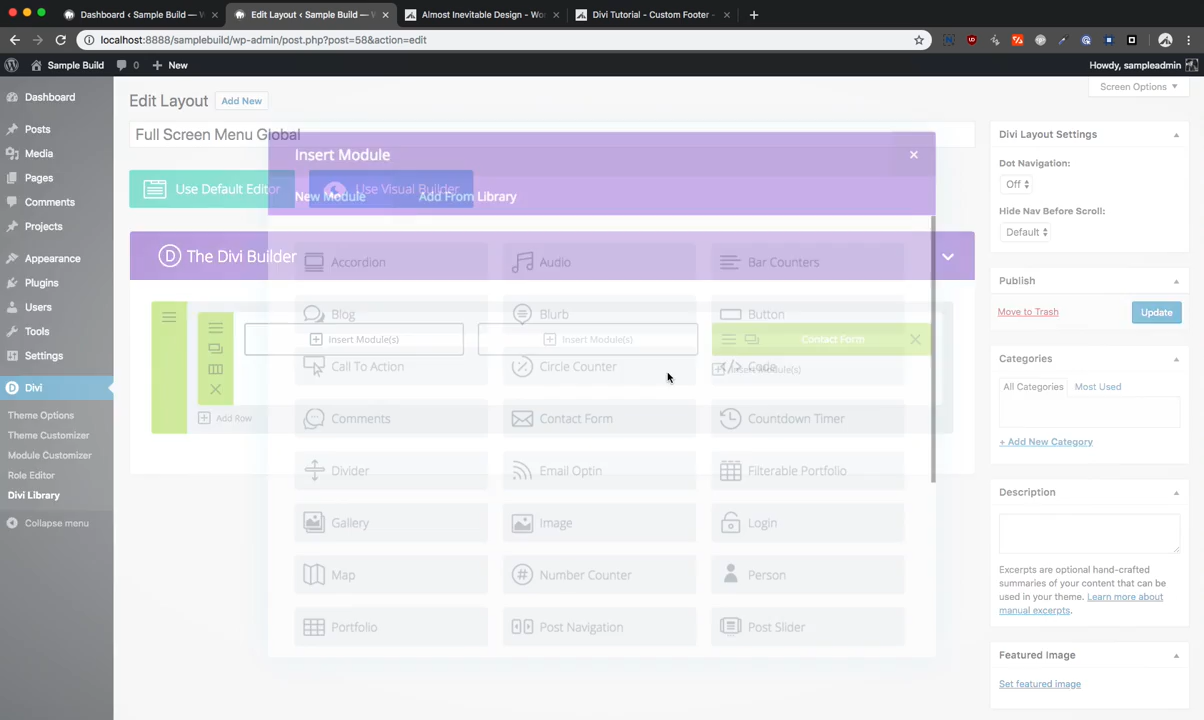 Dashboard ‹ Sample Build — W
Edit Layout ‹ Sample Build — W
Almost Inevitable Design - Wor
Divi Tutorial - Custom Footer -
localhost:8888/samplebuild/wp-admin/post.php?post=58&action=edit
Sample Build
0
New
Howdy, sampleadmin
Dashboard
Posts
Media
Pages
Comments
Projects
Appearance
Plugins
Users
Tools
Settings
Divi
Theme Options
Theme Customizer
Module Customizer
Role Editor
Divi Library
Collapse menu
Edit Layout
Add New
Screen Options
Full Screen Menu Global
Use Default Editor
Use Visual Builder
The Divi Builder
Insert Module(s)
Insert Module(s)
Contact Form
Insert Module(s)
Add Row
Insert Module
New Module
Add From Library
Accordion
Audio
Bar Counters
Blog
Blurb
Button
Call To Action
Circle Counter
Code
Comments
Contact Form
Countdown Timer
Divider
Email Optin
Filterable Portfolio
Gallery
Image
Login
Map
Number Counter
Person
Portfolio
Post Navigation
Post Slider
Divi Layout Settings
Dot Navigation:
Off
Hide Nav Before Scroll:
Default
Publish
Move to Trash
Update
Categories
All Categories
Most Used
+ Add New Category
Description
Excerpts are optional hand-crafted
summaries of your content that can be
used in your theme. Learn more about
manual excerpts.
Featured Image
Set featured image